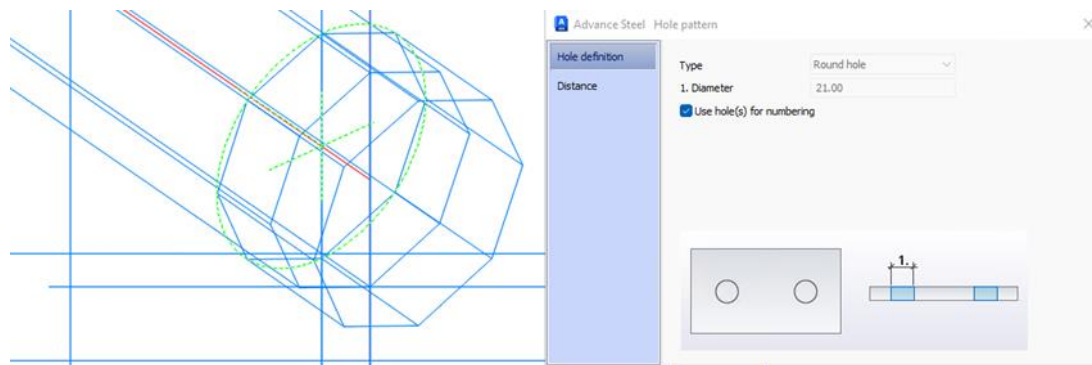 A
Advance Steel Hole pattern
Hole definition
Distance
Type
Round hole
1. Diameter
21.00
Use hole(s) for numbering
1.